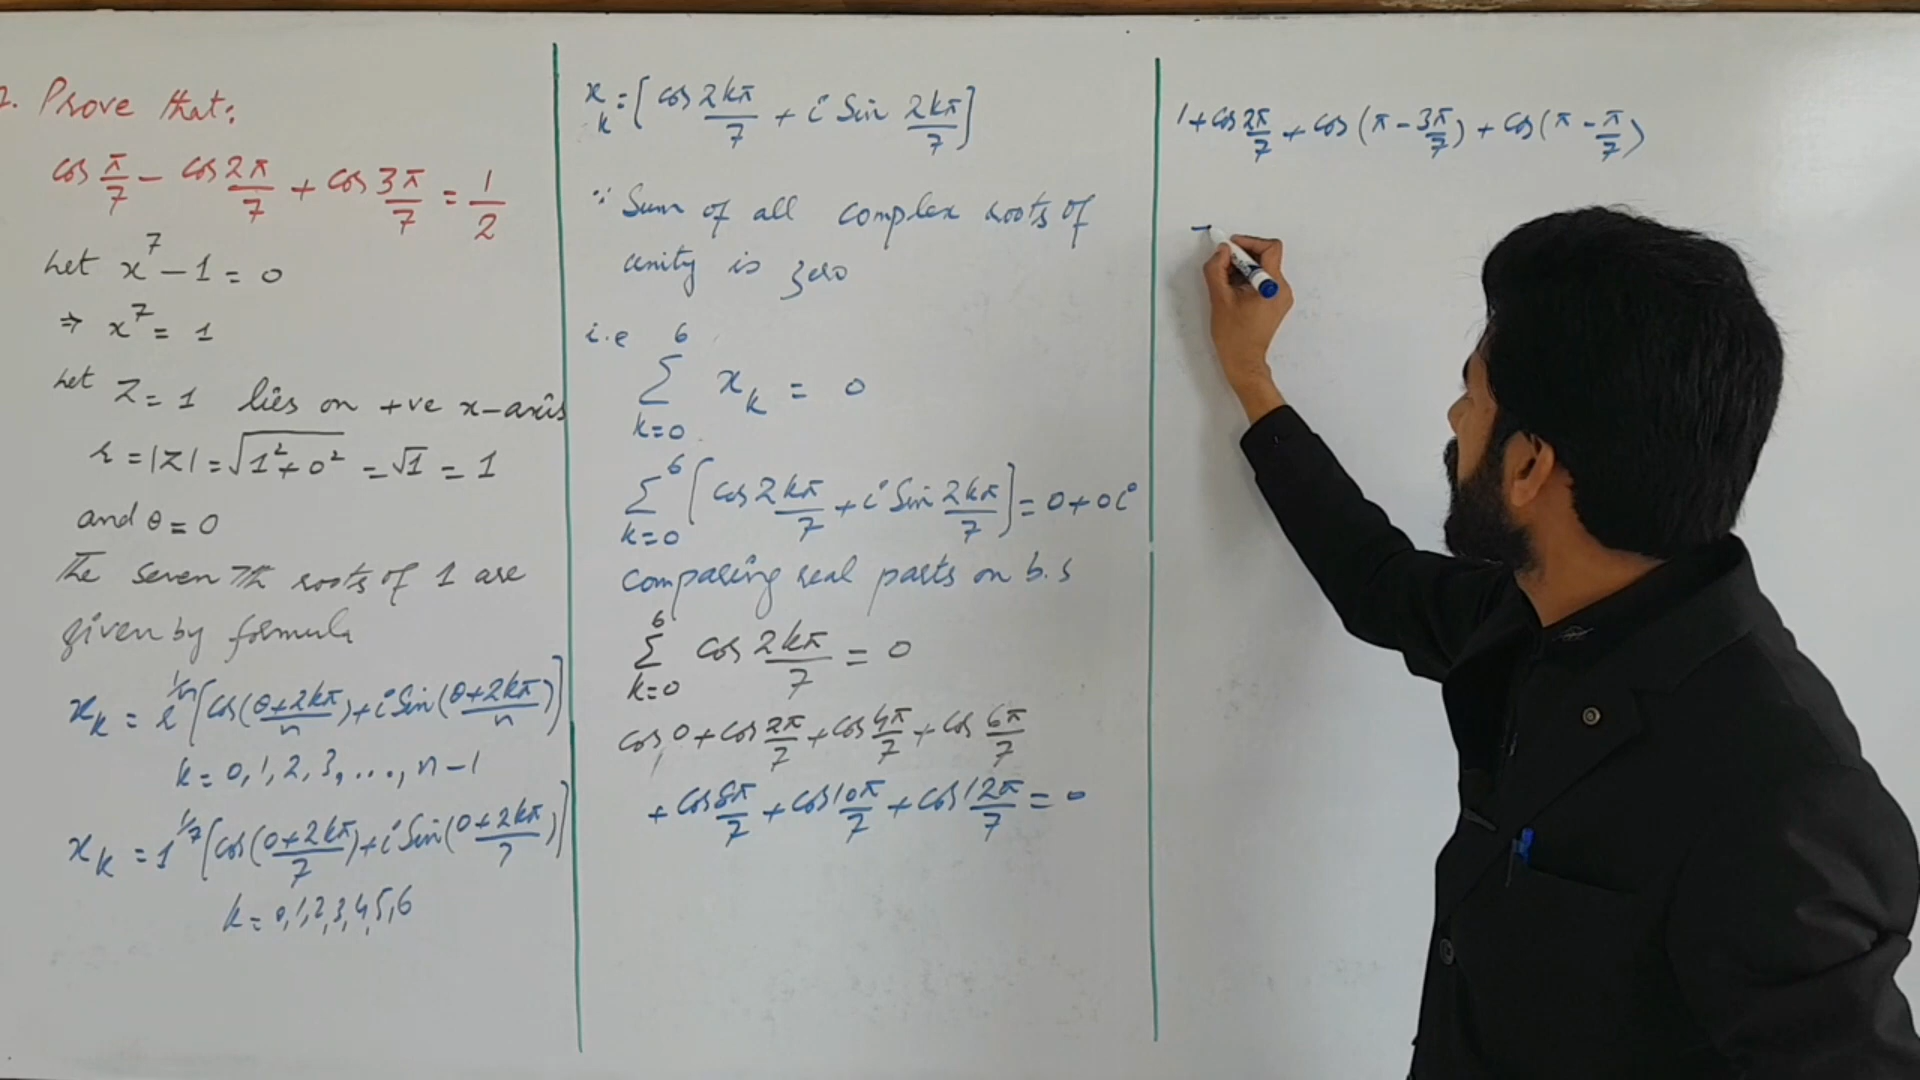 2. Prove that:
cos π/7 - cos 2π/7 + cos 3π/7 = 1/2
Let x^7 - 1 = 0
⇒ x^7 = 1
Let Z = 1 lies on +ve x-axis
r = |Z| = √(1² + 0²) = √1 = 1
and θ = 0
The seven 7th roots of 1 are
given by formula
x_k = r^(1/n) [cos((θ+2kπ)/n) + i Sin((θ+2kπ)/n)]
k = 0, 1, 2, 3, ..., n-1
x_k = 1^(1/7) [cos((0+2kπ)/7) + i Sin((0+2kπ)/7)]
k = 0,1,2,3,4,5,6
x_k = [cos 2kπ/7 + i Sin 2kπ/7]
∵ Sum of all complex roots of
unity is zero
i.e
∑_{k=0}^{6} x_k = 0
∑_{k=0}^{6} [cos 2kπ/7 + i Sin 2kπ/7] = 0 + 0i
Comparing real parts on b.s
∑_{k=0}^{6} cos 2kπ/7 = 0
cos 0 + cos 2π/7 + cos 4π/7 + cos 6π/7
+ cos 8π/7 + cos 10π/7 + cos 12π/7 = 0
1 + cos 2π/7 + cos (π - 3π/7) + cos (π - π/7)